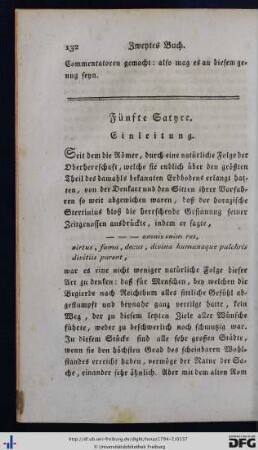 132 Zweytes Buch.
Commentatoren gemacht: also mag es an diesem ge-
nug seyn.
Fünfte Satyre.
Einleitung.
Seit dem die Römer, durch eine natürliche Folge der
Oberherrschaft, welche sie endlich über den größten
Theil des damahls bekannten Erdbodens erlangt hat-
ten, von der Denkart und den Sitten ihrer Vorfah-
ren so weit abgewichen waren, daß der horazische
Stertinius bloß die herrschende Gesinnung seiner
Zeitgenossen ausdrückte, indem er sagte,
— — — omnis enim res,
virtus, fama, decus, divina humanaque pulchris
divitiis parent,
war es eine nicht weniger natürliche Folge dieser
Art zu denken: daß für Menschen, bey welchen die
Begierde nach Reichthum alles sittliche Gefühl ab-
gestumpft und beynahe ganz vertilgt hatte, kein
Weg, der zu diesem letzten Ziele aller Wünsche
führte, weder zu beschwerlich noch schmutzig war.
In diesem Stücke sind alle sehr großen Städte,
wenn sie den höchsten Grad des scheinbaren Wohl-
standes erreicht haben, vermöge der Natur der Sa-
che, einander sehr ähnlich. Aber mit dem alten Rom
© Universitätsbibliothek Freiburg
DFG